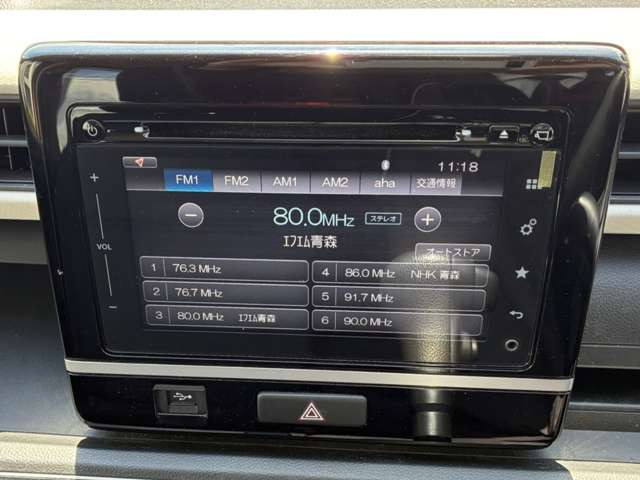 11:18
FM1 FM2 AM1 AM2 aha 交通情報
80.0MHz ステレオ
ｴﾌｴﾑ青森
オートストア
+
VOL
1 76.3 MHz
2 76.7 MHz
3 80.0 MHz ｴﾌｴﾑ青森
4 86.0 MHz NHK 青森
5 91.7 MHz
6 90.0 MHz